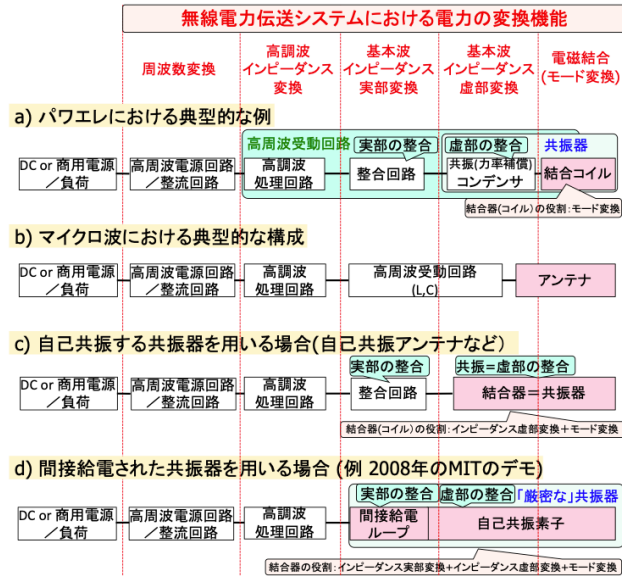 無線電力伝送システムにおける電力の変換機能
周波数変換
高調波
インピーダンス
変換
基本波
インピーダンス
実部変換
基本波
インピーダンス
虚部変換
電磁結合
(モード変換)
a) パワエレにおける典型的な例
高周波受動回路
実部の整合
虚部の整合
共振器
DC or 商用電源
／負荷
高周波電源回路
／整流回路
高調波
処理回路
整合回路
共振(力率補償)
コンデンサ
結合コイル
結合器(コイル)の役割:モード変換
b) マイクロ波における典型的な構成
DC or 商用電源
／負荷
高周波電源回路
／整流回路
高調波
処理回路
高周波受動回路
(L,C)
アンテナ
c) 自己共振する共振器を用いる場合(自己共振アンテナなど)
実部の整合
共振=虚部の整合
DC or 商用電源
／負荷
高周波電源回路
／整流回路
高調波
処理回路
整合回路
結合器＝共振器
結合器(コイル)の役割:インピーダンス虚部変換＋モード変換
d) 間接給電された共振器を用いる場合 (例 2008年のMITのデモ)
実部の整合
虚部の整合
「厳密な」共振器
DC or 商用電源
／負荷
高周波電源回路
／整流回路
高調波
処理回路
間接給電
ループ
自己共振素子
結合器の役割:インピーダンス実部変換+インピーダンス虚部変換+モード変換